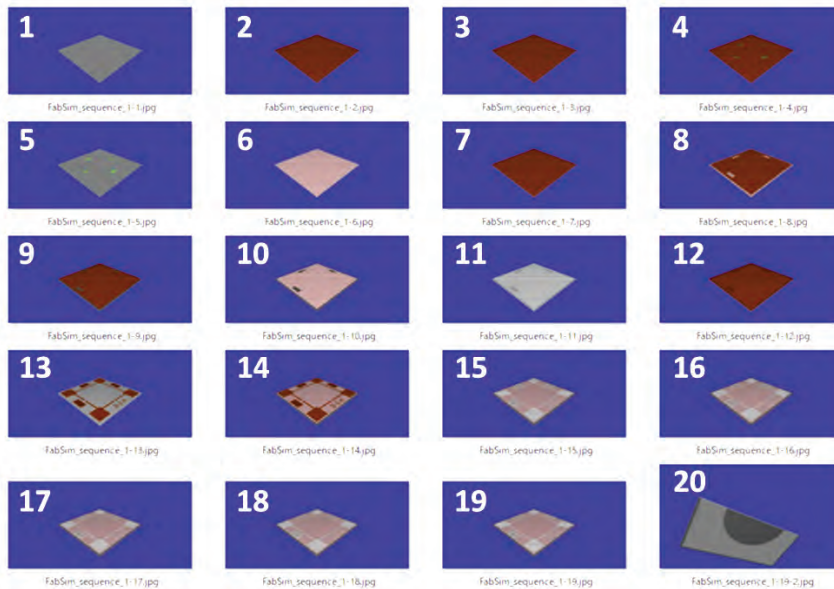 1 2 3 4
FabSim_sequence_1-1.jpg FabSim_sequence_1-2.jpg FabSim_sequence_1-3.jpg FabSim_sequence_1-4.jpg
5 6 7 8
FabSim_sequence_1-5.jpg FabSim_sequence_1-6.jpg FabSim_sequence_1-7.jpg FabSim_sequence_1-8.jpg
9 10 11 12
FabSim_sequence_1-9.jpg FabSim_sequence_1-10.jpg FabSim_sequence_1-11.jpg FabSim_sequence_1-12.jpg
13 14 15 16
FabSim_sequence_1-13.jpg FabSim_sequence_1-14.jpg FabSim_sequence_1-15.jpg FabSim_sequence_1-16.jpg
17 18 19 20
FabSim_sequence_1-17.jpg FabSim_sequence_1-18.jpg FabSim_sequence_1-19.jpg FabSim_sequence_1-19-2.jpg